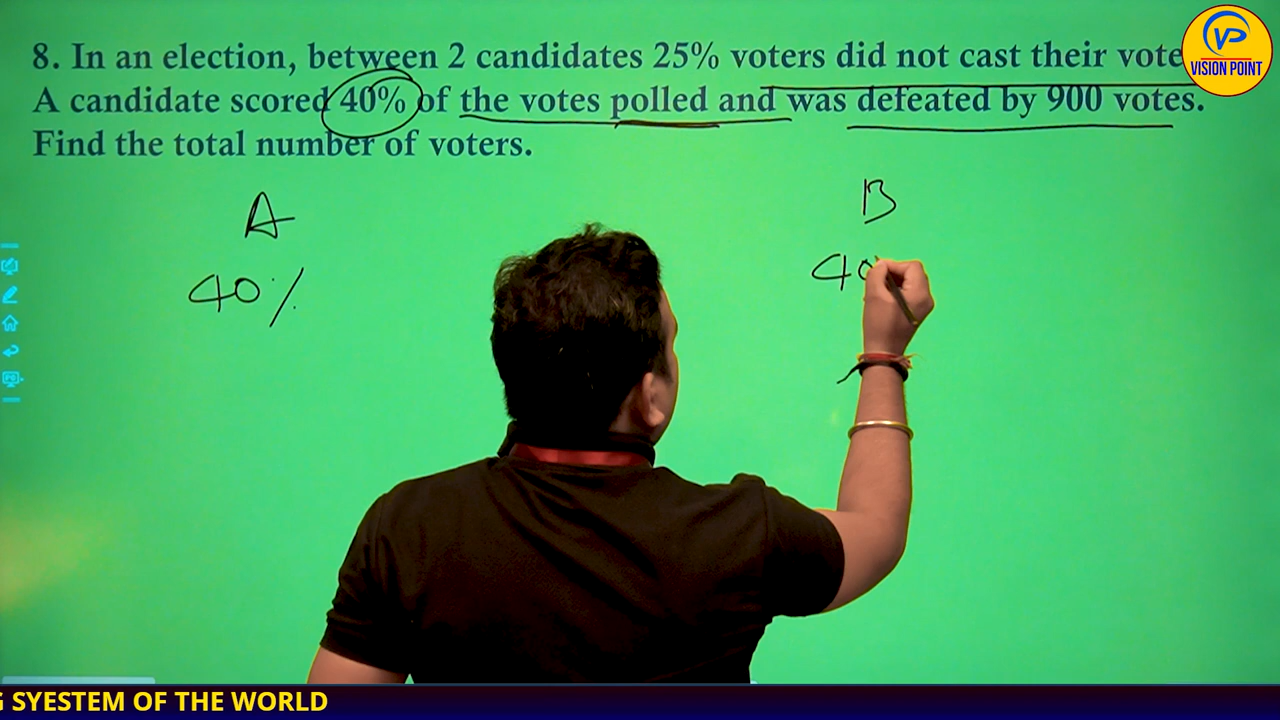 8. In an election, between 2 candidates 25% voters did not cast their vote
A candidate scored 40% of the votes polled and was defeated by 900 votes.
Find the total number of voters.
VP
VISION POINT
A
B
40%
40
SYESTEM OF THE WORLD